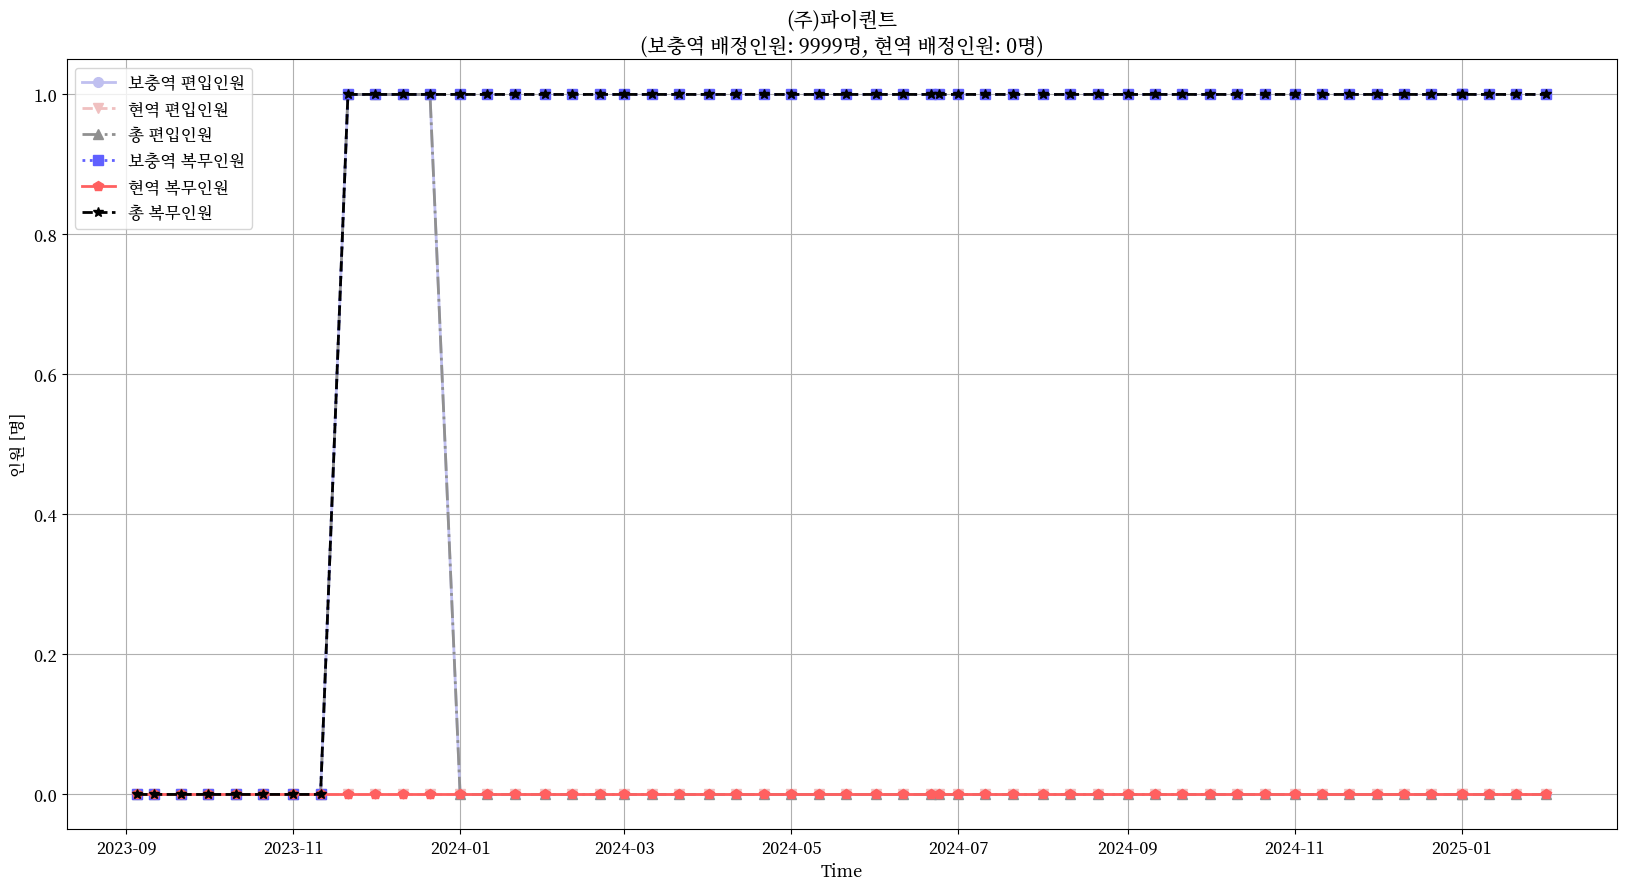 (주)파이퀀트
(보충역 배정인원: 9999명, 현역 배정인원: 0명)
보충역 편입인원
현역 편입인원
총 편입인원
보충역 복무인원
현역 복무인원
총 복무인원
1.0
0.8
0.6
0.4
0.2
0.0
인원 [명]
2023-09 2023-11 2024-01 2024-03 2024-05 2024-07 2024-09 2024-11 2025-01
Time